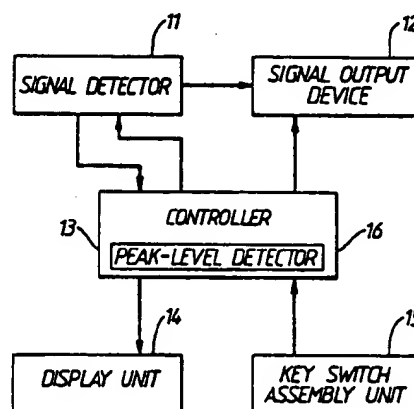 11
12
SIGNAL DETECTOR
SIGNAL OUTPUT
DEVICE
CONTROLLER
13
16
PEAK-LEVEL DETECTOR
14
15
DISPLAY UNIT
KEY SWITCH
ASSEMBLY UNIT